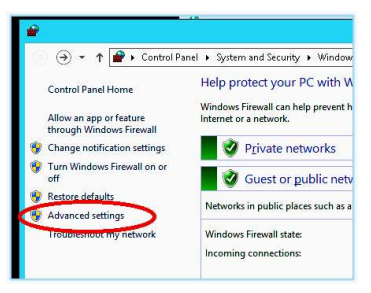 Control Panel ▸ System and Security ▸ Window
Control Panel Home
Help protect your PC with W
Windows Firewall can help prevent h
Internet or a network.
Allow an app or feature
through Windows Firewall
Change notification settings
Turn Windows Firewall on or
off
Restore defaults
Advanced settings
Troubleshoot my network
Private networks
Guest or public netw
Networks in public places such as a
Windows Firewall state:
Incoming connections: